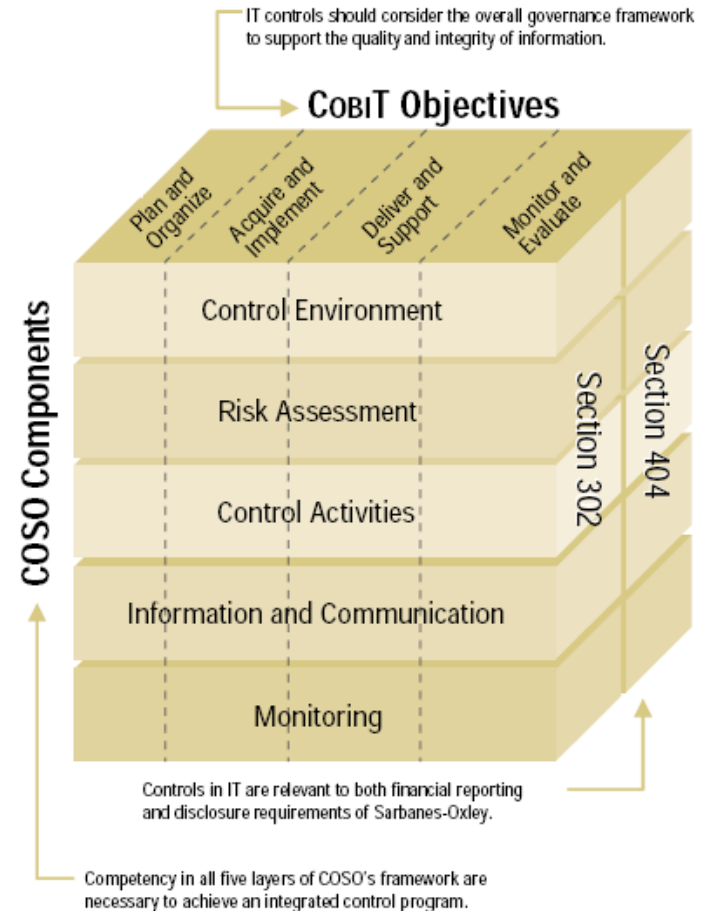 IT controls should consider the overall governance framework
to support the quality and integrity of information.
COBIT Objectives
Plan and
Organize
Acquire and
Implement
Deliver and
Support
Monitor and
Evaluate
COSO Components
Control Environment
Risk Assessment
Control Activities
Information and Communication
Monitoring
Section 302
Section 404
Controls in IT are relevant to both financial reporting
and disclosure requirements of Sarbanes-Oxley.
Competency in all five layers of COSO's framework are
necessary to achieve an integrated control program.